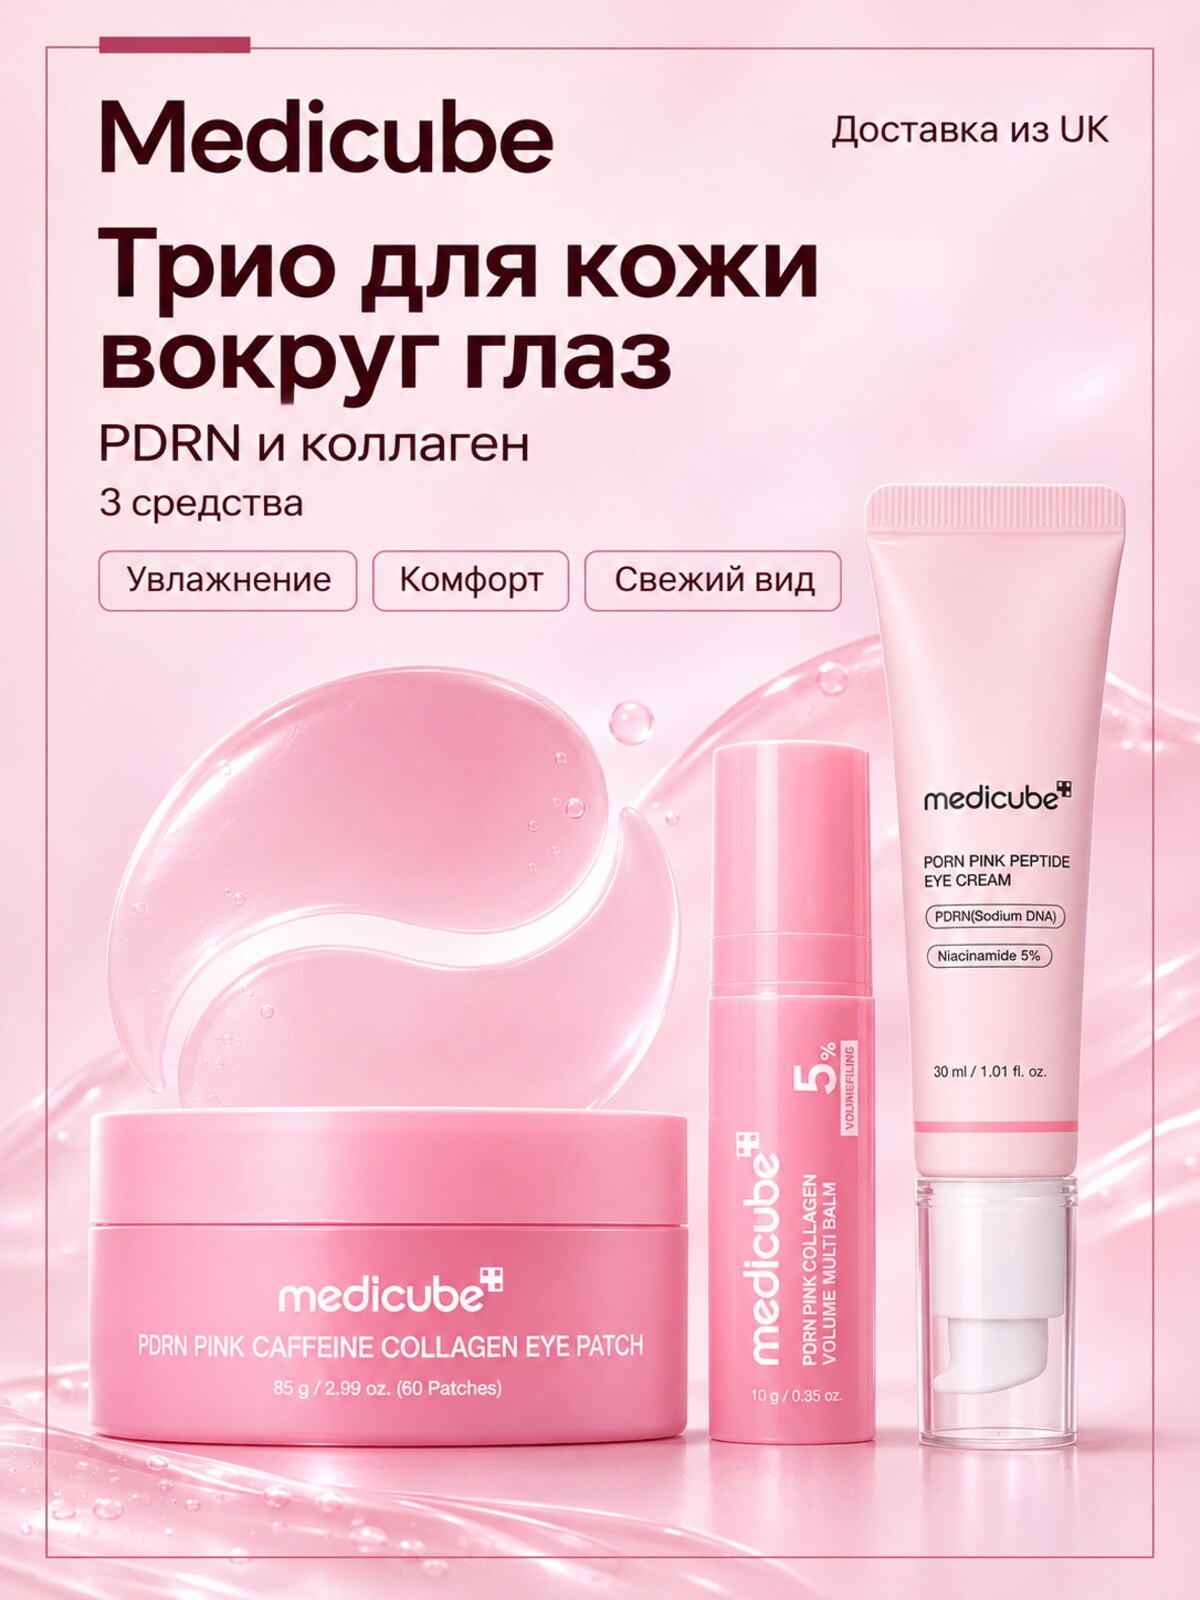 Medicube
Доставка из UK
Трио для кожи
вокруг глаз
PDRN и коллаген
3 средства
Увлажнение
Комфорт
Свежий вид
medicube
PORN PINK PEPTIDE
EYE CREAM
PDRN(Sodium DNA)
Niacinamide 5%
30 ml / 1.01 fl. oz.
5%
VOLUMEFILING
medicube
PORN PINK COLLAGEN
VOLUME MULTI BALM
10 g / 0.35 oz.
medicube
PDRN PINK CAFFEINE COLLAGEN EYE PATCH
85 g / 2.99 oz. (60 Patches)